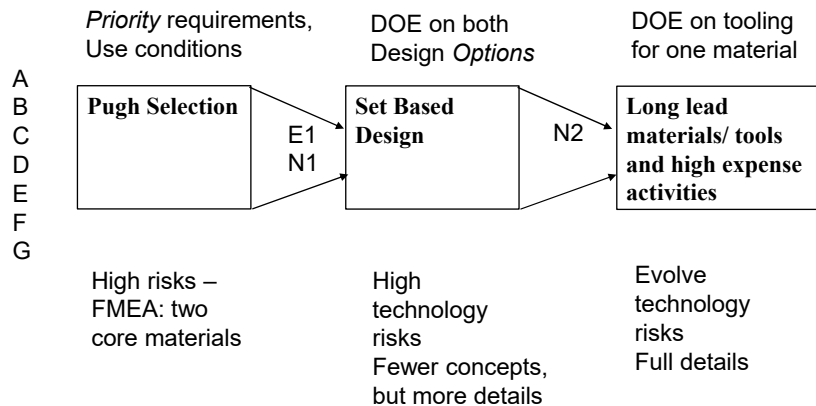 Priority requirements,
Use conditions
DOE on both
Design Options
DOE on tooling
for one material
A
B
C
D
E
F
G
Pugh Selection
E1
N1
Set Based
Design
N2
Long lead
materials/ tools
and high expense
activities
High risks –
FMEA: two
core materials
High
technology
risks
Fewer concepts,
but more details
Evolve
technology
risks
Full details